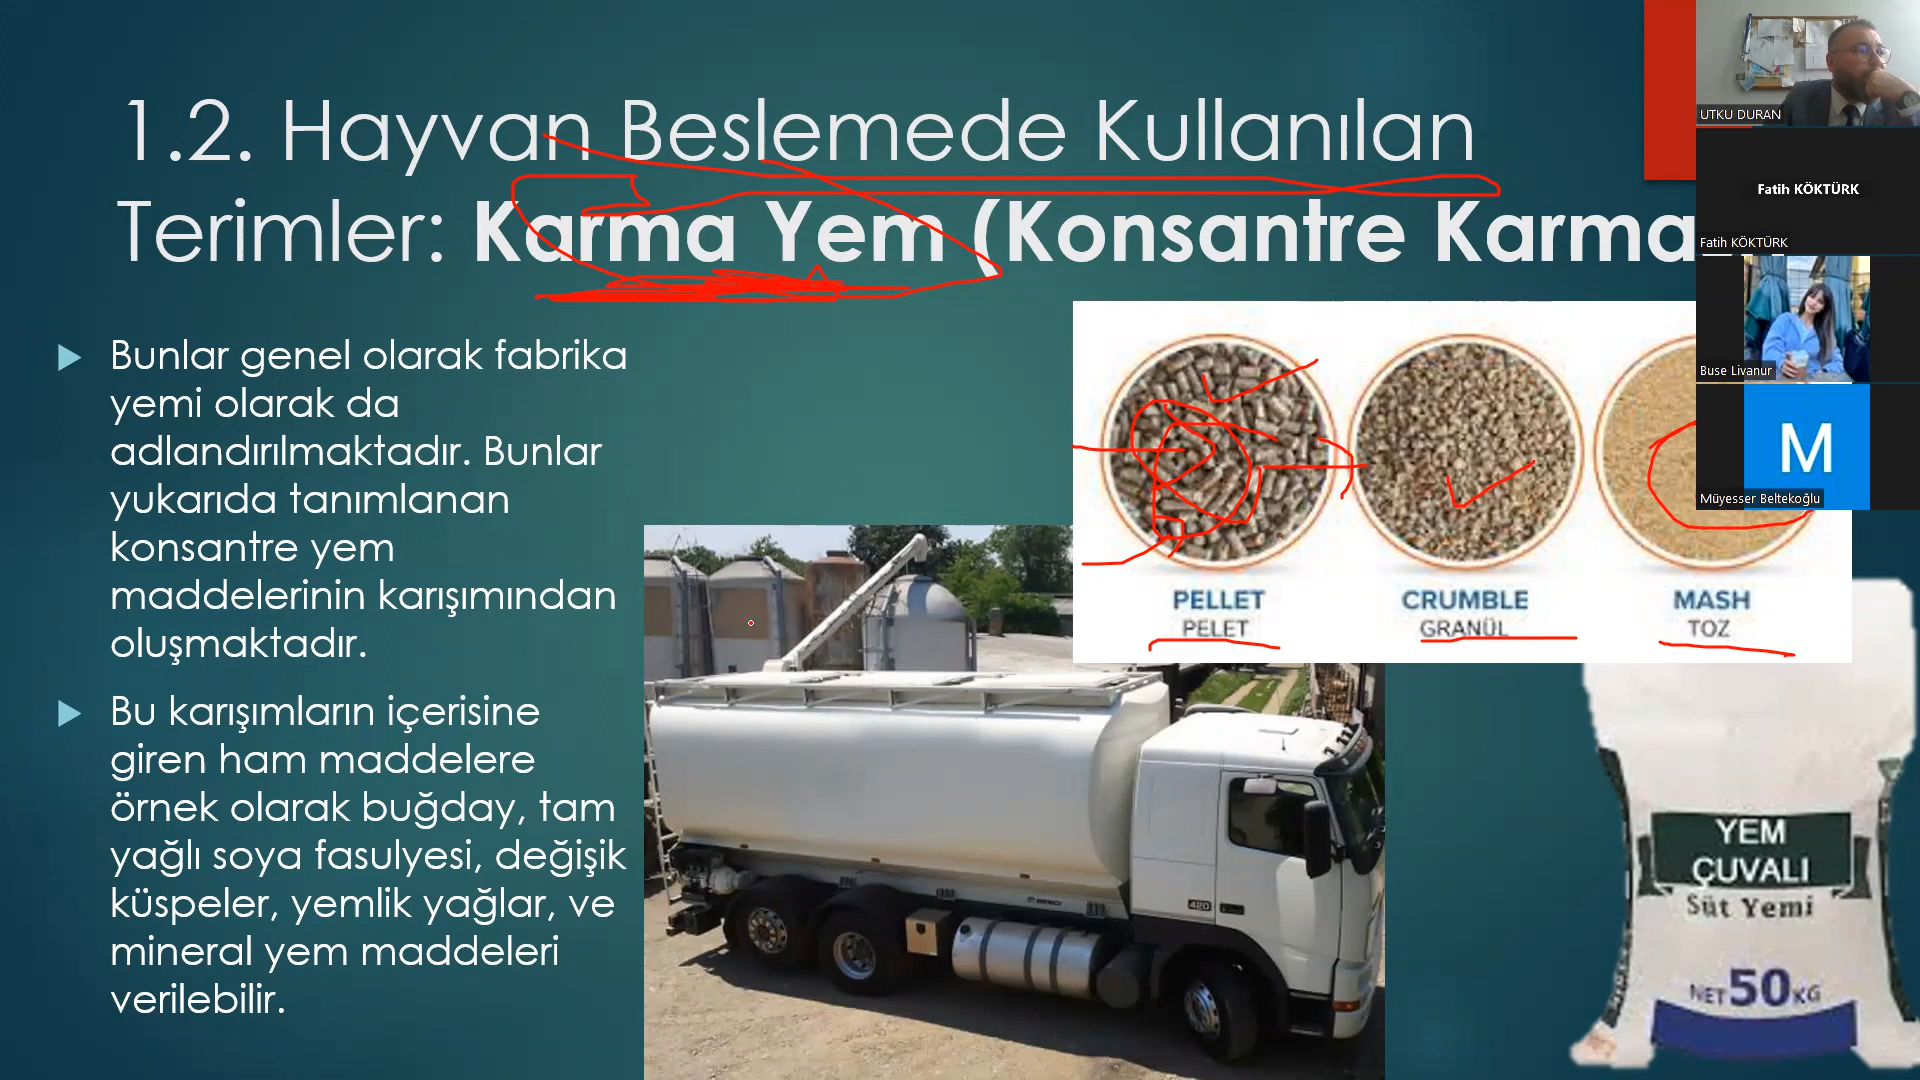 1.2. Hayvan Beslemede Kullanılan
Terimler: Karma Yem (Konsantre Karma
Bunlar genel olarak fabrika
yemi olarak da
adlandırılmaktadır. Bunlar
yukarıda tanımlanan
konsantre yem
maddelerinin karışımından
oluşmaktadır.
Bu karışımların içerisine
giren ham maddelere
örnek olarak buğday, tam
yağlı soya fasulyesi, değişik
küspeler, yemlik yağlar, ve
mineral yem maddeleri
verilebilir.
PELLET
PELET
CRUMBLE
GRANÜL
MASH
TOZ
420
YEM
ÇUVALI
Süt Yemi
NET 50 KG
UTKU DURAN
Fatih KÖKTÜRK
Fatih KÖKTÜRK
Buse Livanur
M
Müyesser Beltekoğlu